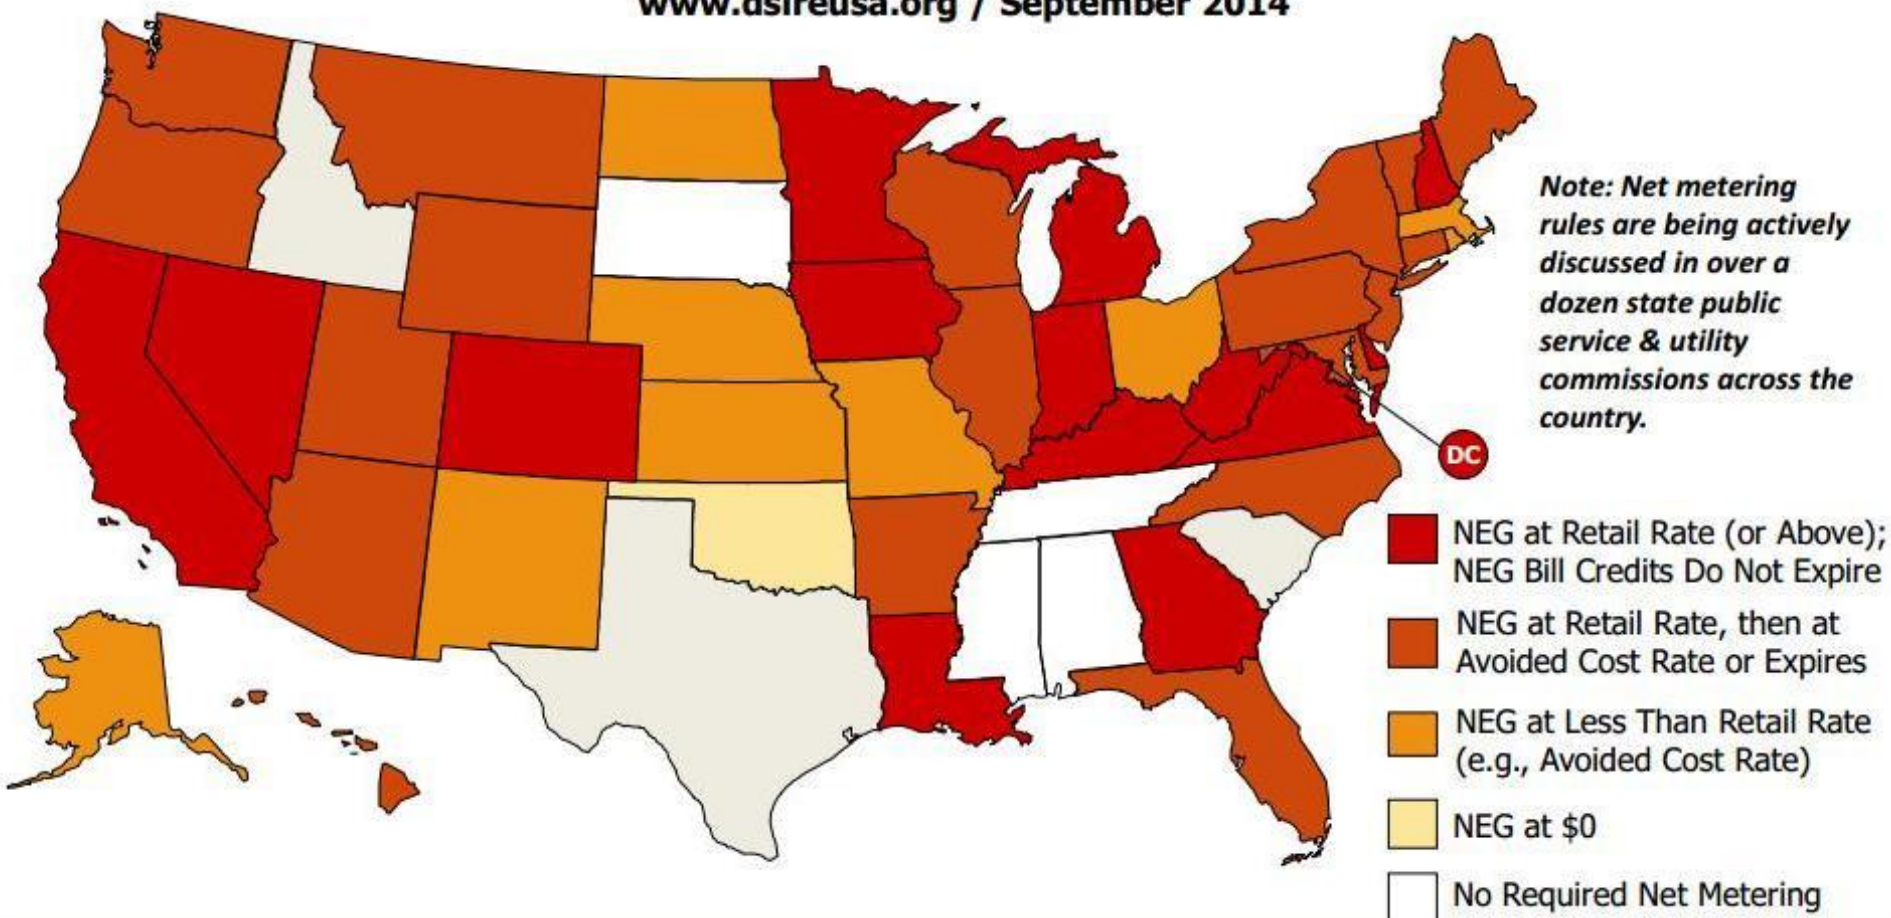 www.dsireusa.org / September 2014
Note: Net metering
rules are being actively
discussed in over a
dozen state public
service & utility
commissions across the
country.
DC
NEG at Retail Rate (or Above);
NEG Bill Credits Do Not Expire
NEG at Retail Rate, then at
Avoided Cost Rate or Expires
NEG at Less Than Retail Rate
(e.g., Avoided Cost Rate)
NEG at $0
No Required Net Metering